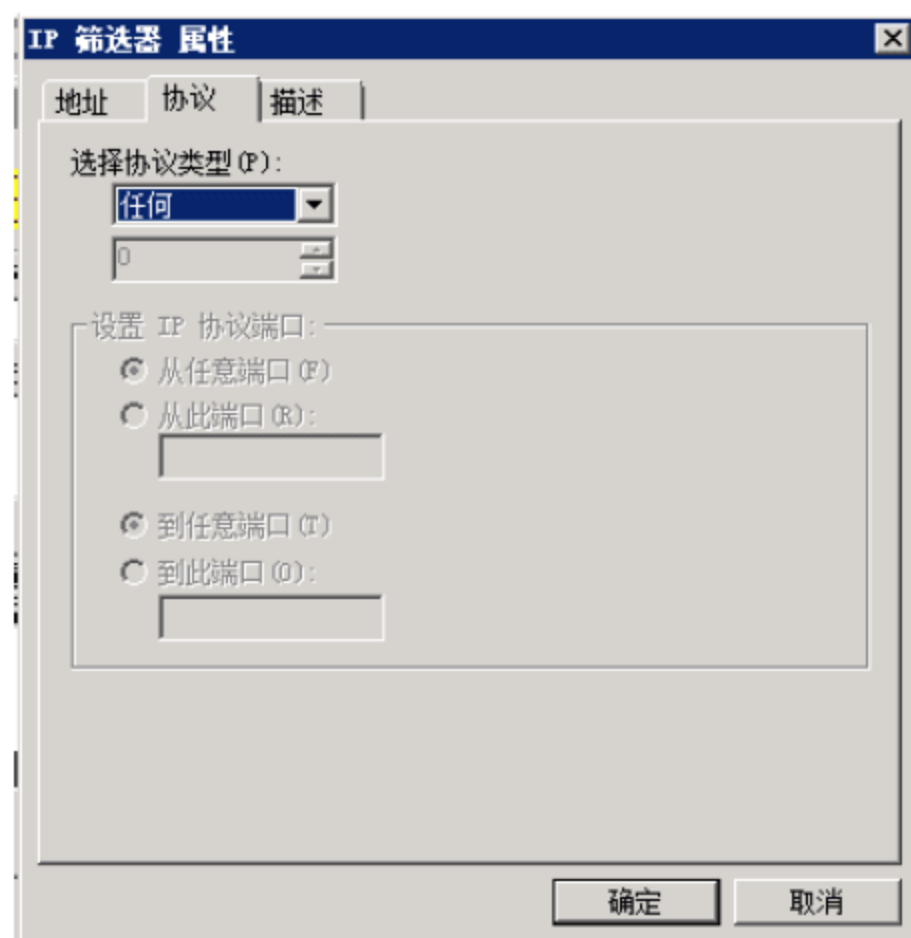 IP 筛选器 属性
地址 协议 描述
选择协议类型(P):
任何
0
设置 IP 协议端口:
从任意端口(F)
从此端口(R):
到任意端口(T)
到此端口(O):
确定 取消